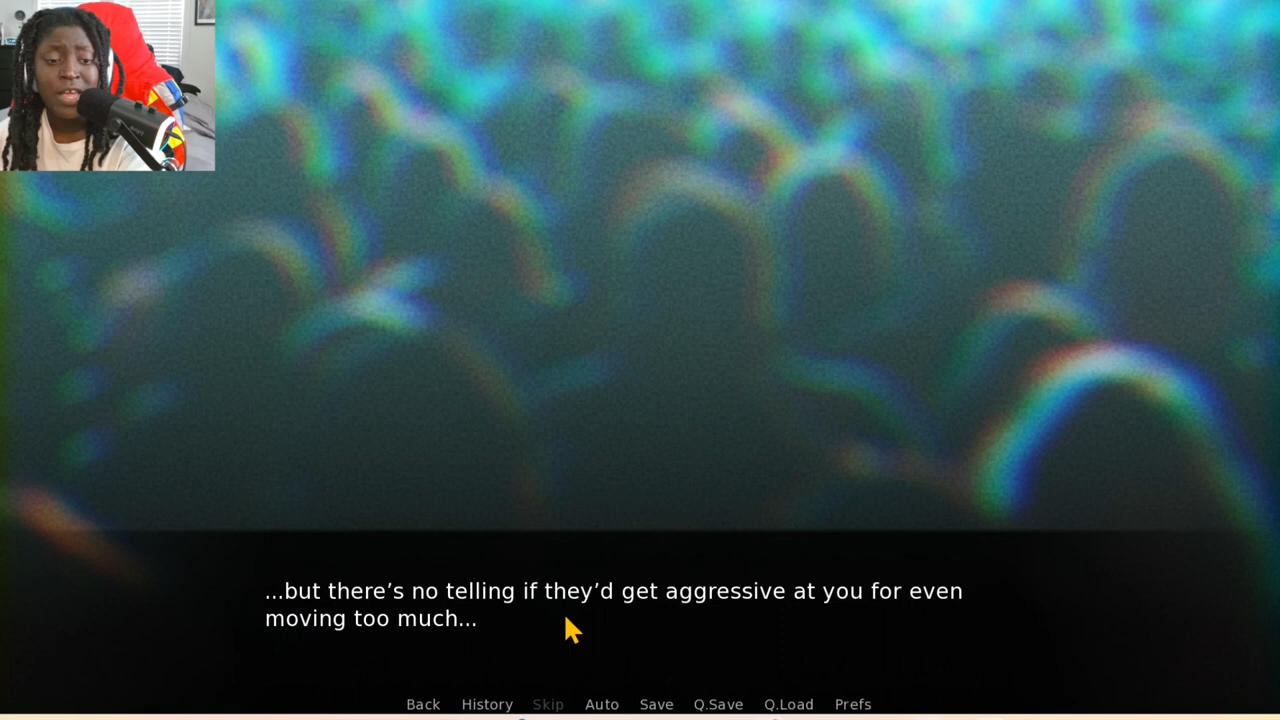 ...but there’s no telling if they’d get aggressive at you for even
moving too much...
Back History Skip Auto Save Q.Save Q.Load Prefs